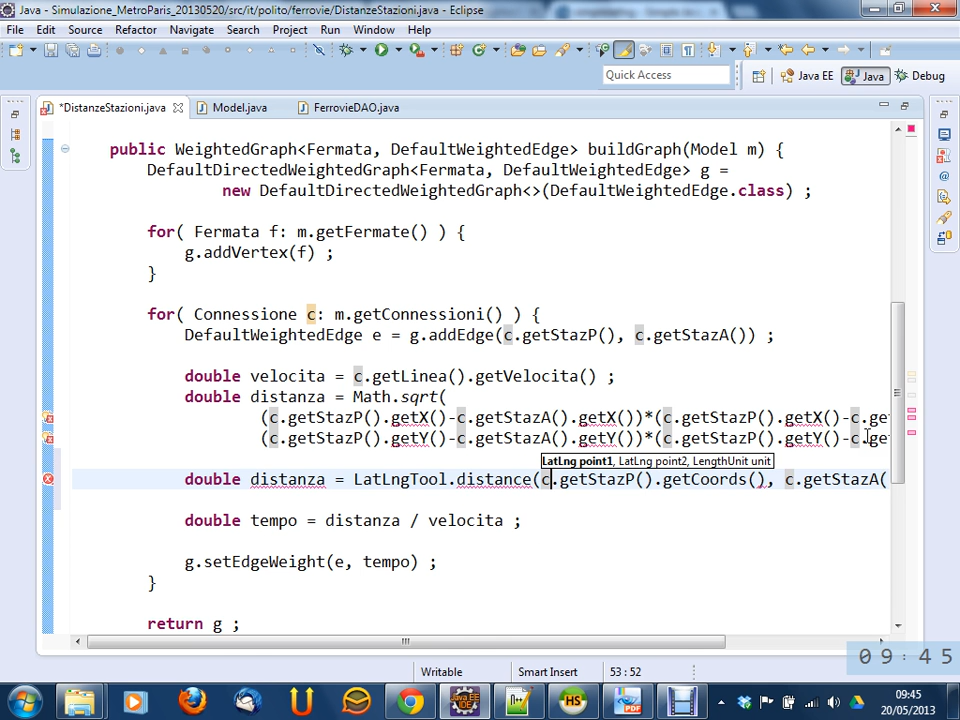 Java - Simulazione_MetroParis_20130520/src/it/polito/ferrovie/DistanzeStazioni.java - Eclipse
File Edit Source Refactor Navigate Search Project Run Window Help
Quick Access
Java EE Java Debug
*DistanzeStazioni.java Model.java FerrovieDAO.java
public WeightedGraph<Fermata, DefaultWeightedEdge> buildGraph(Model m) {
DefaultDirectedWeightedGraph<Fermata, DefaultWeightedEdge> g =
new DefaultDirectedWeightedGraph<>(DefaultWeightedEdge.class) ;
for( Fermata f: m.getFermate() ) {
g.addVertex(f) ;
}
for( Connessione c: m.getConnessioni() ) {
DefaultWeightedEdge e = g.addEdge(c.getStazP(), c.getStazA()) ;
double velocita = c.getLinea().getVelocita() ;
double distanza = Math.sqrt(
(c.getStazP().getX()-c.getStazA().getX())*(c.getStazP().getX()-c.ge
(c.getStazP().getY()-c.getStazA().getY())*(c.getStazP().getY()-c.get
LatLng point1, LatLng point2, LengthUnit unit
double distanza = LatLngTool.distance(c.getStazP().getCoords(), c.getStazA(
double tempo = distanza / velocita ;
g.setEdgeWeight(e, tempo) ;
}
return g ;
Writable Smart Insert 53 : 52
09:45
09:45
20/05/2013